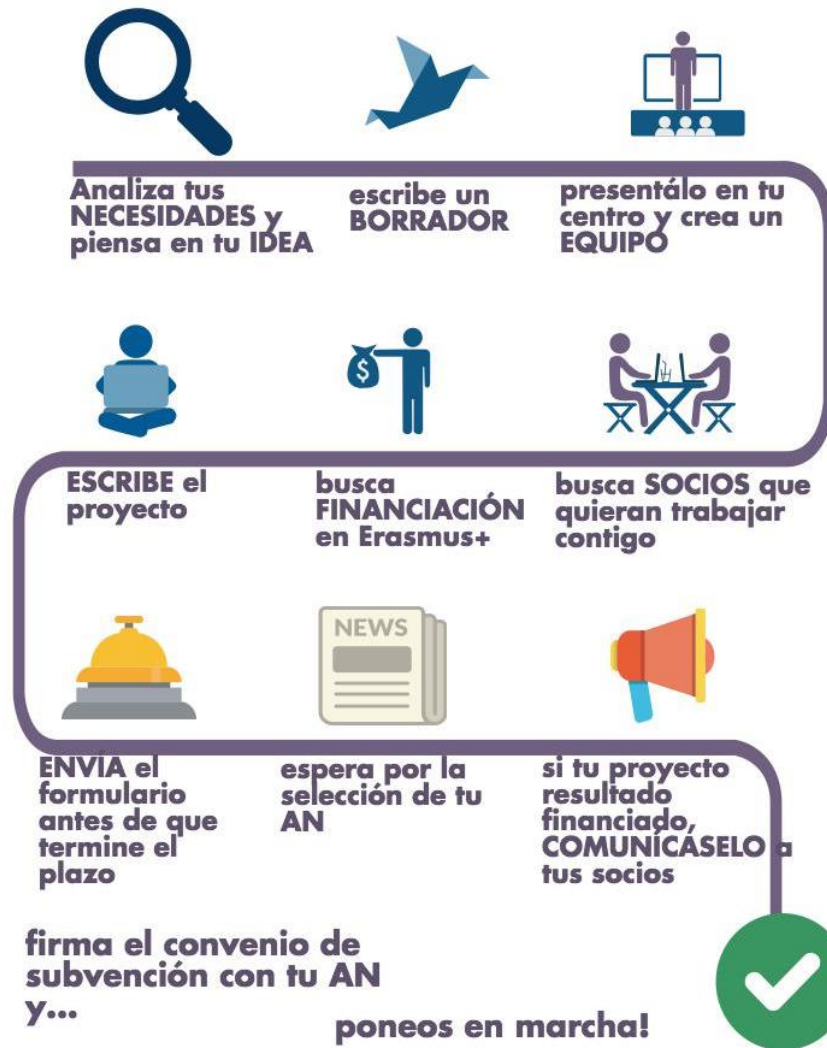 Analiza tus
NECESIDADES y
piensa en tu IDEA
escribe un
BORRADOR
presentálo en tu
centro y crea un
EQUIPO
$
busca SOCIOS que
quieran trabajar
contigo
busca
FINANCIACIÓN
en Erasmus+
ESCRIBE el
proyecto
ENVÍA el
formulario
antes de que
termine el
plazo
NEWS
espera por la
selección de tu
AN
si tu proyecto
resultado
financiado,
COMUNÍCASELO a
tus socios
firma el convenio de
subvención con tu AN
y...
poneos en marcha!